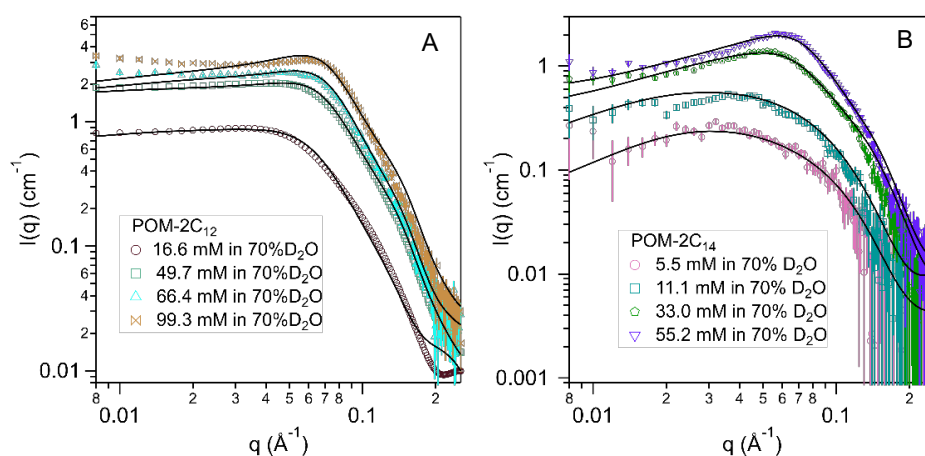 A
6
4
2
1
8
6
4
2
0.1
8
6
4
2
0.01
I(q) (cm⁻¹)
POM-2C₁₂
16.6 mM in 70%D₂O
49.7 mM in 70%D₂O
66.4 mM in 70%D₂O
99.3 mM in 70%D₂O
8
0.01
2
3
4
5
6
7
8
0.1
2
q (Å⁻¹)
B
1
0.1
0.01
0.001
I(q) (cm⁻¹)
POM-2C₁₄
5.5 mM in 70% D₂O
11.1 mM in 70% D₂O
33.0 mM in 70% D₂O
55.2 mM in 70% D₂O
8
0.01
2
3
4
5
6
7
8
0.1
2
q (Å⁻¹)